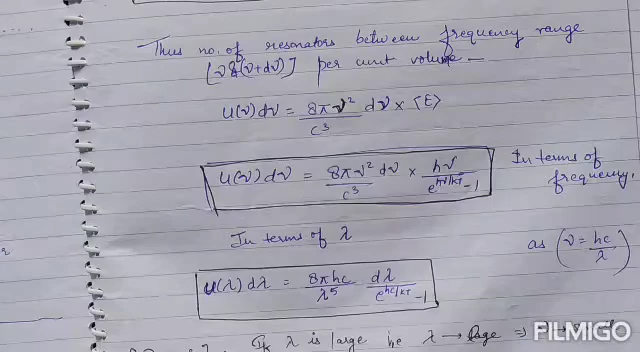 Thus no. of resonators between frequency range
[ν & (ν+dν)] per unit volume —
u(ν)dν = 8πν²/c³ dν × ⟨E⟩
u(ν)dν = 8πν²/c³ dν × hν/(e^(hν/kT) - 1)
In terms of
frequency.
In terms of λ
as (ν = hc/λ)
u(λ)dλ = 8πhc/λ⁵ dλ/(e^(hc/kT) - 1)
If λ is large i.e λ → lage ⇒
FILMIGO